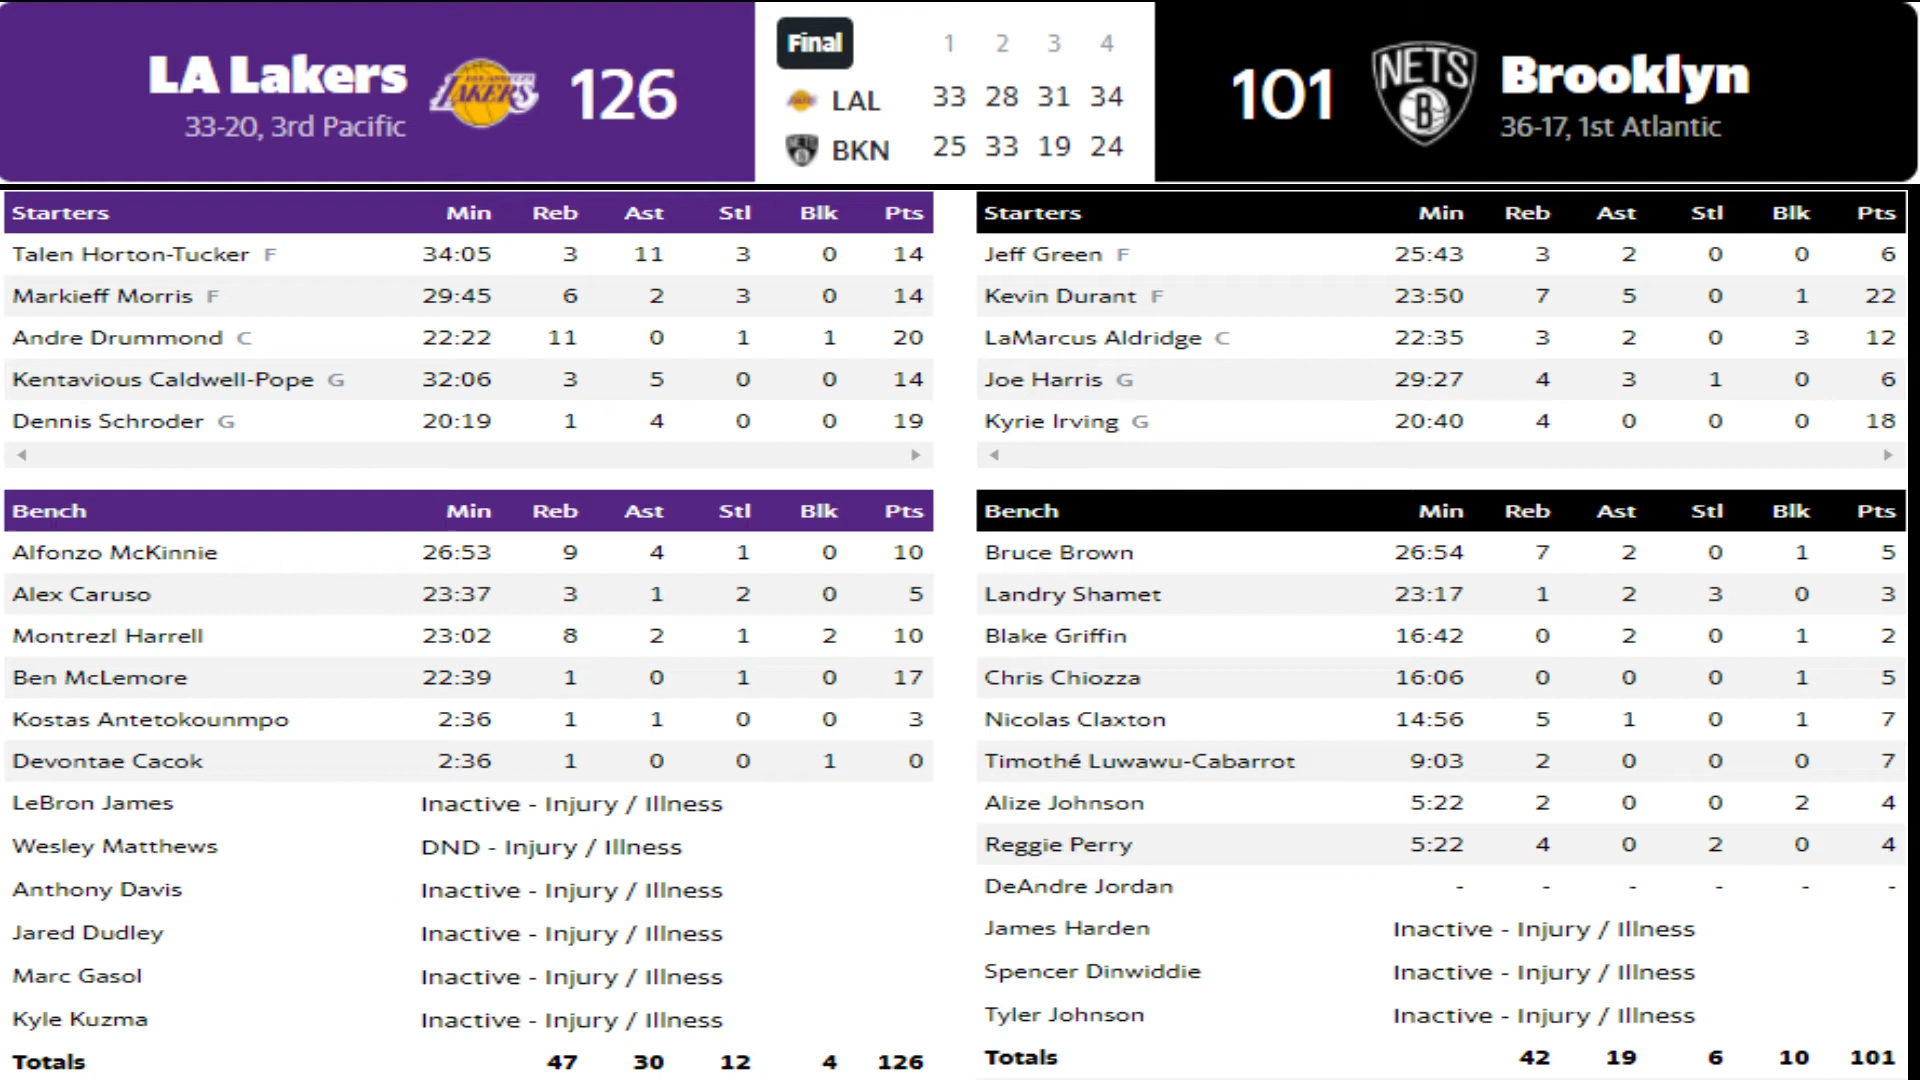 LA Lakers
33-20, 3rd Pacific
LAKERS
126
Final 1 2 3 4
LAL 33 28 31 34
BKN 25 33 19 24
101
NETS
B
Brooklyn
36-17, 1st Atlantic
Starters Min Reb Ast Stl Blk Pts
Talen Horton-Tucker F 34:05 3 11 3 0 14
Markieff Morris F 29:45 6 2 3 0 14
Andre Drummond C 22:22 11 0 1 1 20
Kentavious Caldwell-Pope G 32:06 3 5 0 0 14
Dennis Schroder G 20:19 1 4 0 0 19
Bench Min Reb Ast Stl Blk Pts
Alfonzo McKinnie 26:53 9 4 1 0 10
Alex Caruso 23:37 3 1 2 0 5
Montrezl Harrell 23:02 8 2 1 2 10
Ben McLemore 22:39 1 0 1 0 17
Kostas Antetokounmpo 2:36 1 1 0 0 3
Devontae Cacok 2:36 1 0 0 1 0
LeBron James Inactive - Injury / Illness
Wesley Matthews DND - Injury / Illness
Anthony Davis Inactive - Injury / Illness
Jared Dudley Inactive - Injury / Illness
Marc Gasol Inactive - Injury / Illness
Kyle Kuzma Inactive - Injury / Illness
Totals 47 30 12 4 126
Starters Min Reb Ast Stl Blk Pts
Jeff Green F 25:43 3 2 0 0 6
Kevin Durant F 23:50 7 5 0 1 22
LaMarcus Aldridge C 22:35 3 2 0 3 12
Joe Harris G 29:27 4 3 1 0 6
Kyrie Irving G 20:40 4 0 0 0 18
Bench Min Reb Ast Stl Blk Pts
Bruce Brown 26:54 7 2 0 1 5
Landry Shamet 23:17 1 2 3 0 3
Blake Griffin 16:42 0 2 0 1 2
Chris Chiozza 16:06 0 0 0 1 5
Nicolas Claxton 14:56 5 1 0 1 7
Timothé Luwawu-Cabarrot 9:03 2 0 0 0 7
Alize Johnson 5:22 2 0 0 2 4
Reggie Perry 5:22 4 0 2 0 4
DeAndre Jordan - - - - - -
James Harden Inactive - Injury / Illness
Spencer Dinwiddie Inactive - Injury / Illness
Tyler Johnson Inactive - Injury / Illness
Totals 42 19 6 10 101